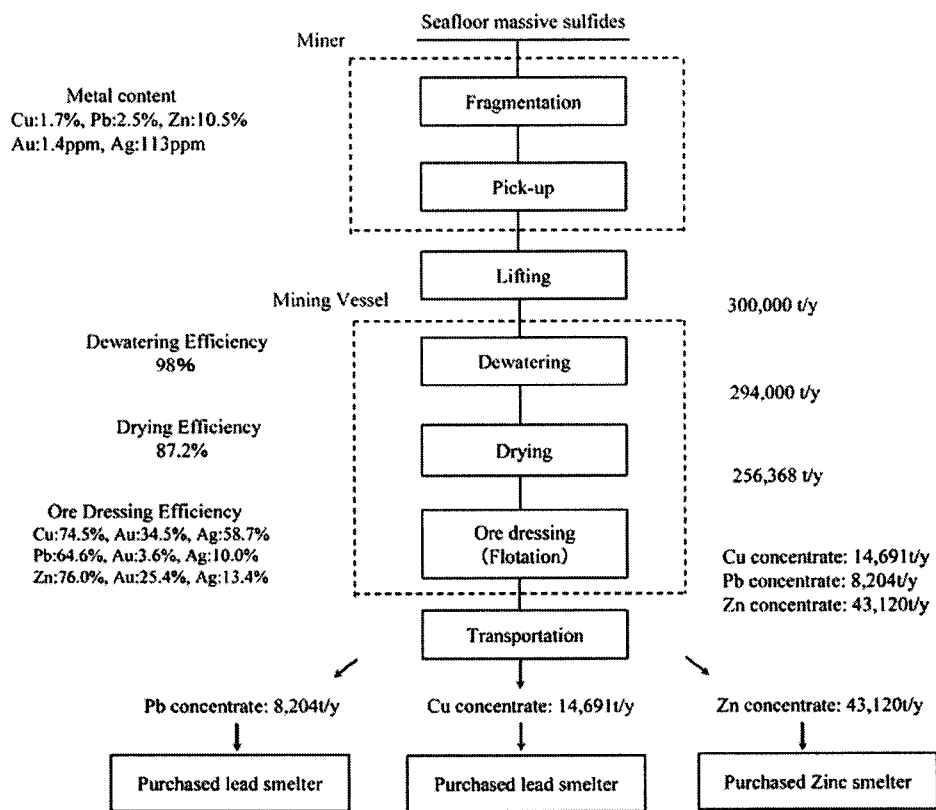 Seafloor massive sulfides
Miner
Metal content
Cu:1.7%, Pb:2.5%, Zn:10.5%
Au:1.4ppm, Ag:113ppm
Fragmentation
Pick-up
Lifting
Mining Vessel
300,000 t/y
Dewatering Efficiency
98%
Dewatering
294,000 t/y
Drying Efficiency
87.2%
Drying
256,368 t/y
Ore Dressing Efficiency
Cu:74.5%, Au:34.5%, Ag:58.7%
Pb:64.6%, Au:3.6%, Ag:10.0%
Zn:76.0%, Au:25.4%, Ag:13.4%
Ore dressing
(Flotation)
Cu concentrate: 14,691t/y
Pb concentrate: 8,204t/y
Zn concentrate: 43,120t/y
Transportation
Pb concentrate: 8,204t/y
Cu concentrate: 14,691t/y
Zn concentrate: 43,120t/y
Purchased lead smelter
Purchased lead smelter
Purchased Zinc smelter